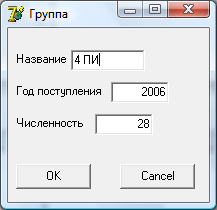 Группа
Название 4 ПИ
Год поступления 2006
Численность 28
OK Cancel